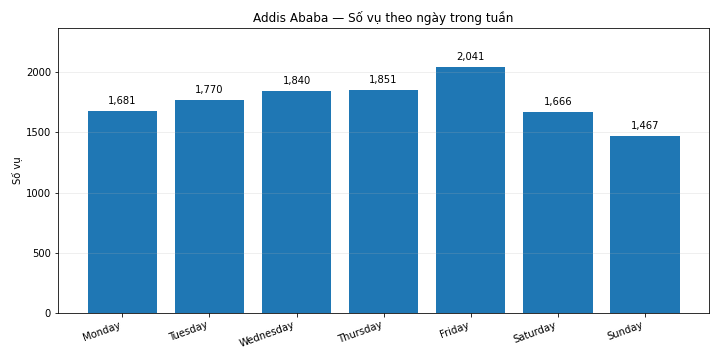 Addis Ababa — Số vụ theo ngày trong tuần
Số vụ
2000
1500
1000
500
0
1,681
1,770
1,840
1,851
2,041
1,666
1,467
Monday
Tuesday
Wednesday
Thursday
Friday
Saturday
Sunday